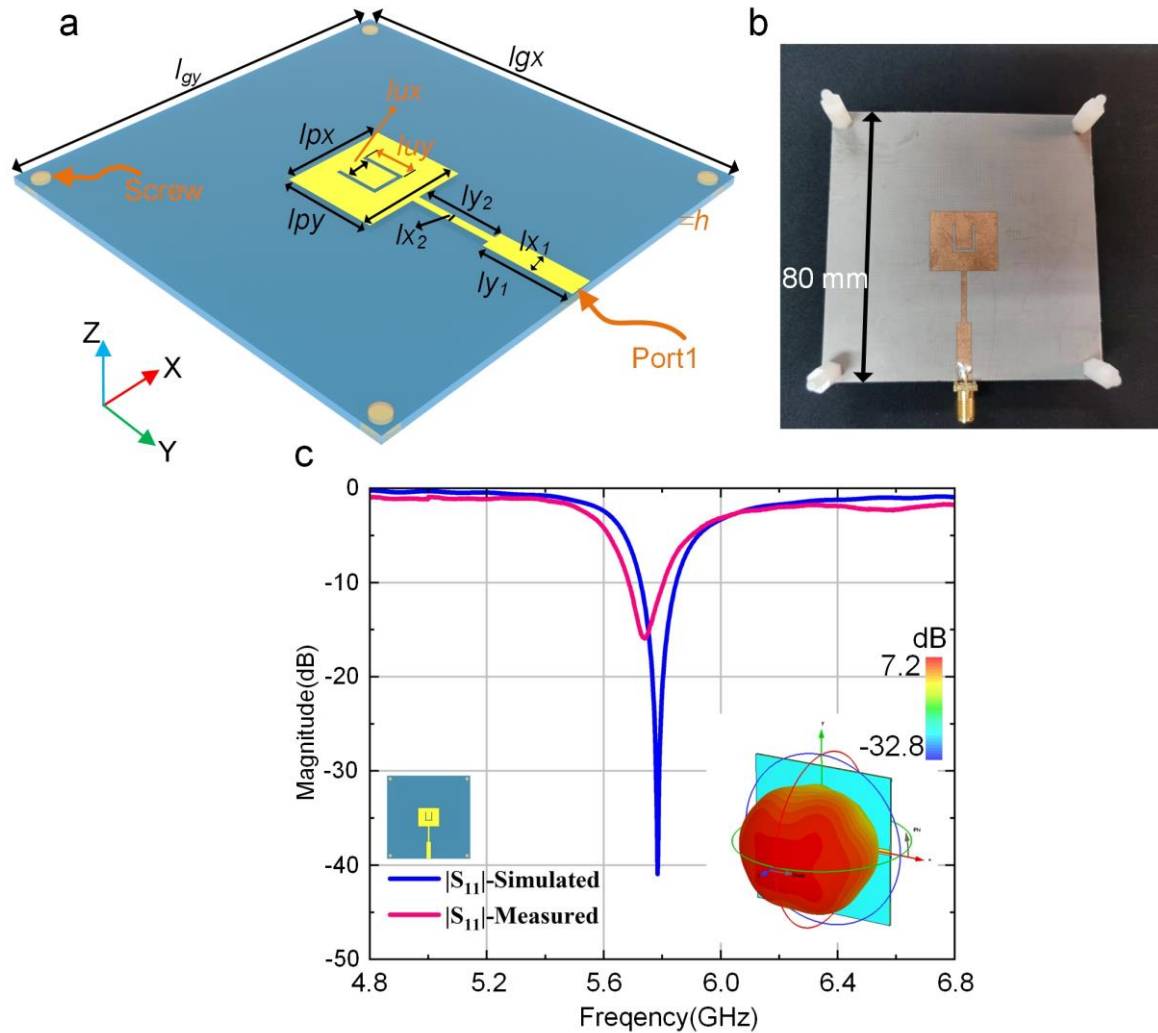 a
lgy
lgx
lux
lpx
luy
Screw
lpy
ly2
lx2
lx1
=h
ly1
Port1
Z
X
Y
b
80 mm
c
Magnitude(dB)
0
-10
-20
-30
-40
-50
4.8
5.2
5.6
6.0
6.4
6.8
Freqency(GHz)
|S11|-Simulated
|S11|-Measured
dB
7.2
-32.8